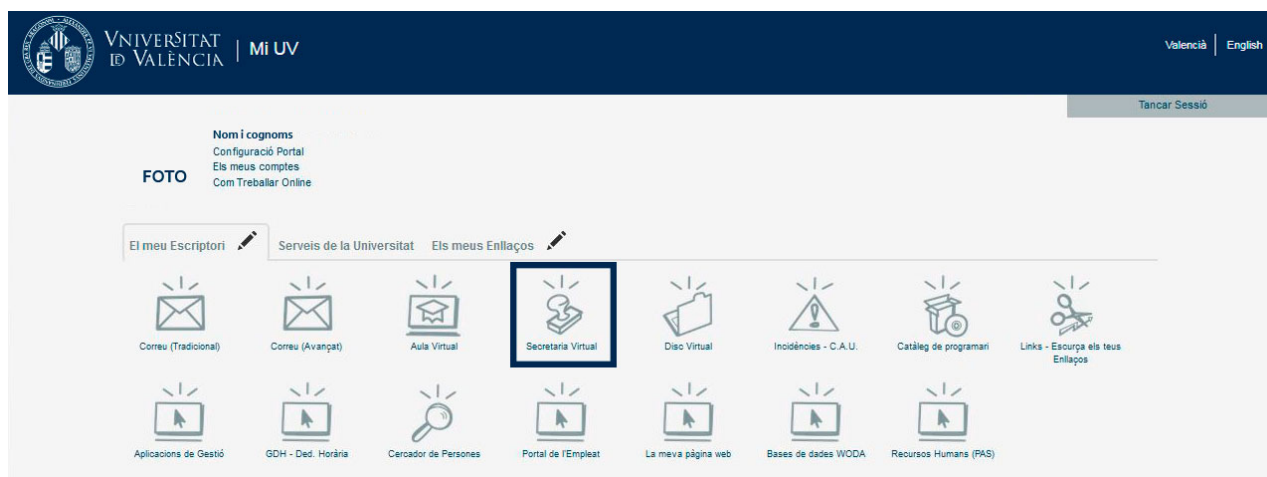 VNIVERSITAT
ID VALÈNCIA
Mi UV
Valencià
English
Tancar Sessió
FOTO
Nom i cognoms
Configuració Portal
Els meus comptes
Com Treballar Online
El meu Escriptori
Serveis de la Universitat
Els meus Enllaços
Correu (Tradicional)
Correu (Avançat)
Aula Virtual
Secretaria Virtual
Disc Virtual
Incidències - C.A.U.
Catàleg de programari
Links - Escurça els teus
Enllaços
Aplicacions de Gestió
GDH - Ded. Horària
Cercador de Persones
Portal de l'Empleat
La meva pàgina web
Bases de dades WODA
Recursos Humans (PAS)